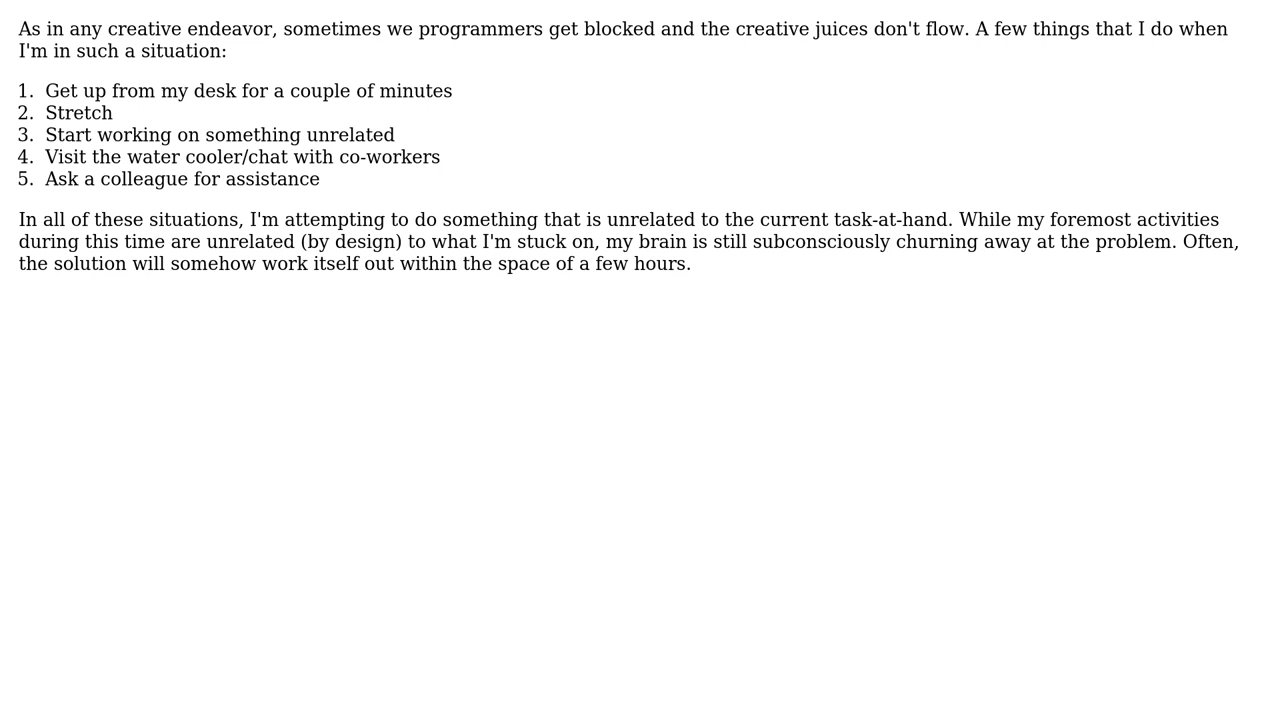 As in any creative endeavor, sometimes we programmers get blocked and the creative juices don't flow. A few things that I do when
I'm in such a situation:
1. Get up from my desk for a couple of minutes
2. Stretch
3. Start working on something unrelated
4. Visit the water cooler/chat with co-workers
5. Ask a colleague for assistance
In all of these situations, I'm attempting to do something that is unrelated to the current task-at-hand. While my foremost activities
during this time are unrelated (by design) to what I'm stuck on, my brain is still subconsciously churning away at the problem. Often,
the solution will somehow work itself out within the space of a few hours.